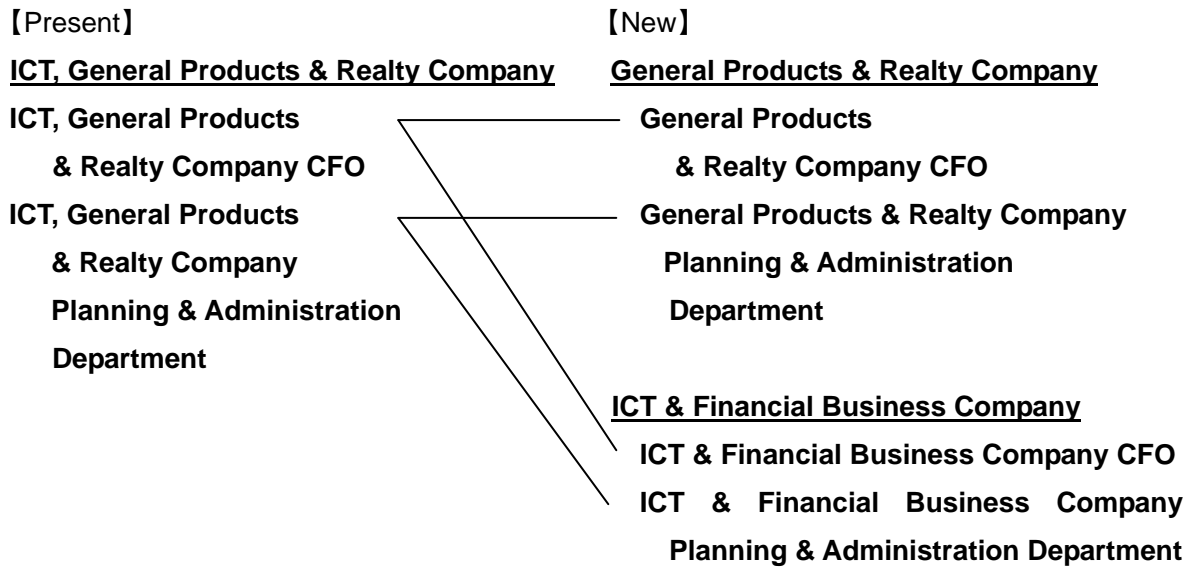 【Present】
ICT, General Products & Realty Company
ICT, General Products
& Realty Company CFO
ICT, General Products
& Realty Company
Planning & Administration
Department
【New】
General Products & Realty Company
General Products
& Realty Company CFO
General Products & Realty Company
Planning & Administration
Department
ICT & Financial Business Company
ICT & Financial Business Company CFO
ICT & Financial Business Company
Planning & Administration Department